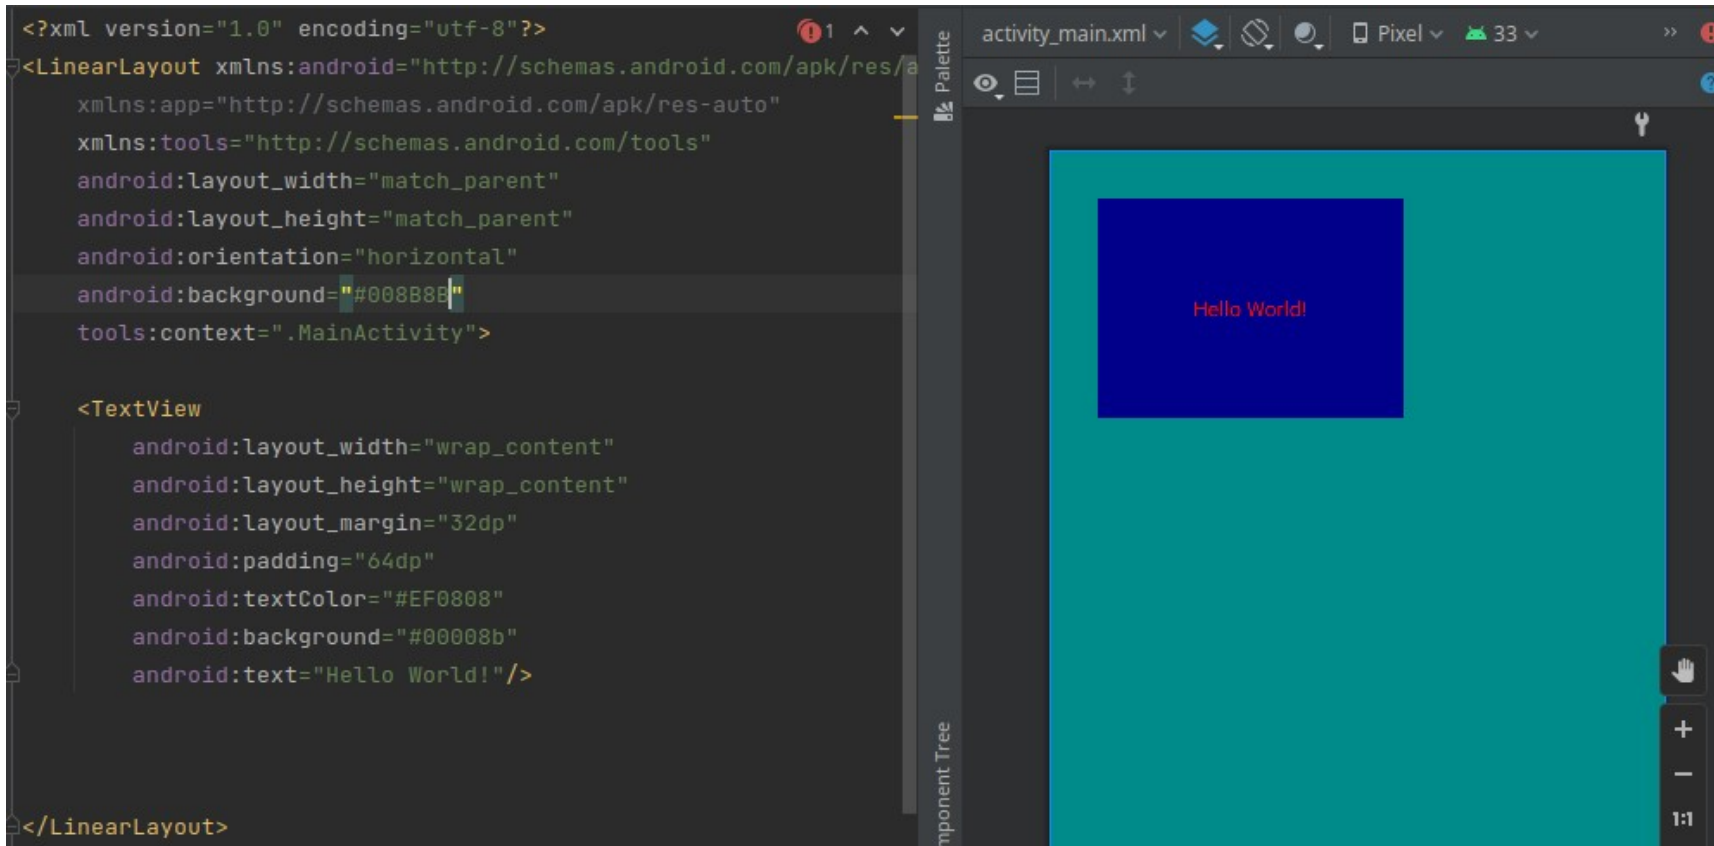 <?xml version="1.0" encoding="utf-8"?>
1
<LinearLayout xmlns:android="http://schemas.android.com/apk/res/a
xmlns:app="http://schemas.android.com/apk/res-auto"
xmlns:tools="http://schemas.android.com/tools"
android:layout_width="match_parent"
android:layout_height="match_parent"
android:orientation="horizontal"
android:background="#008B8B"
tools:context=".MainActivity">
<TextView
android:layout_width="wrap_content"
android:layout_height="wrap_content"
android:layout_margin="32dp"
android:padding="64dp"
android:textColor="#EF0808"
android:background="#00008b"
android:text="Hello World!"/>
</LinearLayout>
Palette
mponent Tree
activity_main.xml Pixel 33 »
Hello World!
1:1